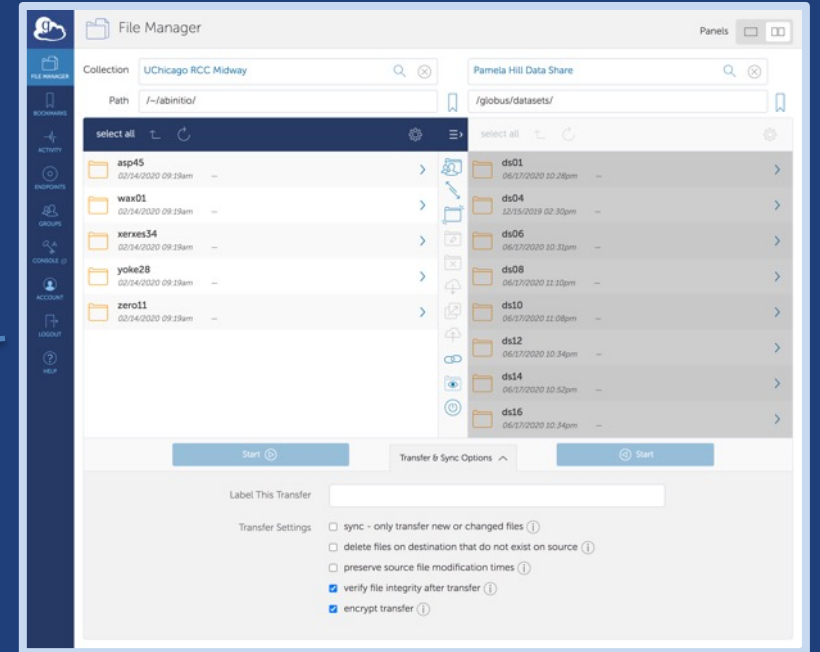 File Manager
Panels
FILE MANAGER
BOOKMARKS
ACTIVITY
ENDPOINTS
GROUPS
CONSOLE
ACCOUNT
LOGOUT
HELP
Collection UChicago RCC Midway
Path /~/abinitio/
select all
asp45
02/14/2020 09:19am —
wax01
02/14/2020 09:19am —
xerxes34
02/14/2020 09:19am —
yoke28
02/14/2020 09:19am —
zero11
02/14/2020 09:19am —
Pamela Hill Data Share
/globus/datasets/
select all
ds01
06/17/2020 10:28pm —
ds04
12/15/2019 02:30pm —
ds06
06/17/2020 10:31pm —
ds08
06/17/2020 11:10pm —
ds10
06/17/2020 11:08pm —
ds12
06/17/2020 10:34pm —
ds14
06/17/2020 10:52pm —
ds16
06/17/2020 10:34pm —
Start
Transfer & Sync Options
Start
Label This Transfer
Transfer Settings
sync - only transfer new or changed files
delete files on destination that do not exist on source
preserve source file modification times
verify file integrity after transfer
encrypt transfer